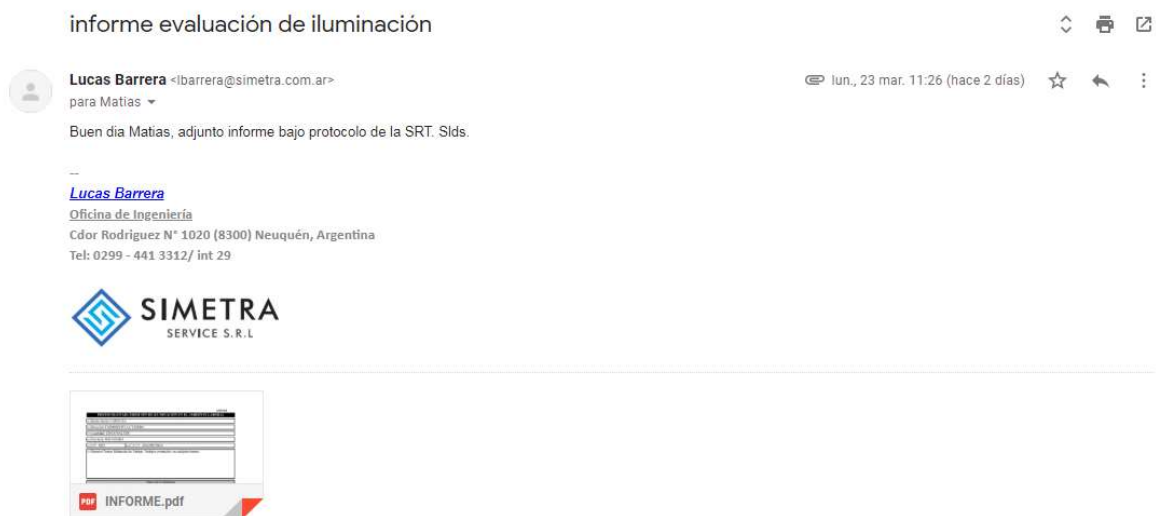 informe evaluación de iluminación
Lucas Barrera <lbarrera@simetra.com.ar>
lun., 23 mar. 11:26 (hace 2 días)
para Matias
Buen dia Matias, adjunto informe bajo protocolo de la SRT. Slds.
--
Lucas Barrera
Oficina de Ingeniería
Cdor Rodriguez N° 1020 (8300) Neuquén, Argentina
Tel: 0299 - 441 3312/ int 29
SIMETRA
SERVICE S.R.L
PDF INFORME.pdf